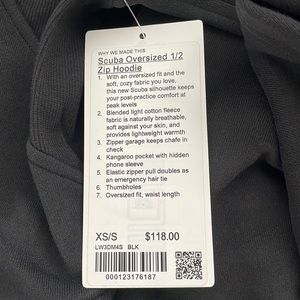 WHY WE MADE THIS
Scuba Oversized 1/2
Zip Hoodie
1. With an oversized fit and the
soft, cozy fabric you love,
this new Scuba silhouette keeps
your post-practice comfort at
peak levels
2. Blended light cotton fleece
fabric is naturally breathable,
soft against your skin, and
provides lightweight warmth
3. Zipper garage keeps chafe in
check
4. Kangaroo pocket with hidden
phone sleeve
5. Elastic zipper pull doubles as
an emergency hair tie
6. Thumbholes
7. Oversized fit, waist length
XS/S $118.00
LW3DM4S BLK
000123176187